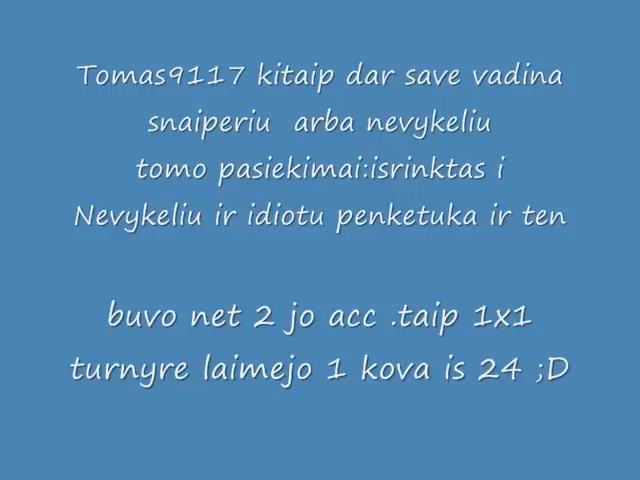 Tomas9117 kitaip dar save vadina
snaiperiu arba nevykeliu
tomo pasiekimai:isrinktas i
Nevykeliu ir idiotu penketuka ir ten
buvo net 2 jo acc .taip 1x1
turnyre laimejo 1 kova is 24 ;D